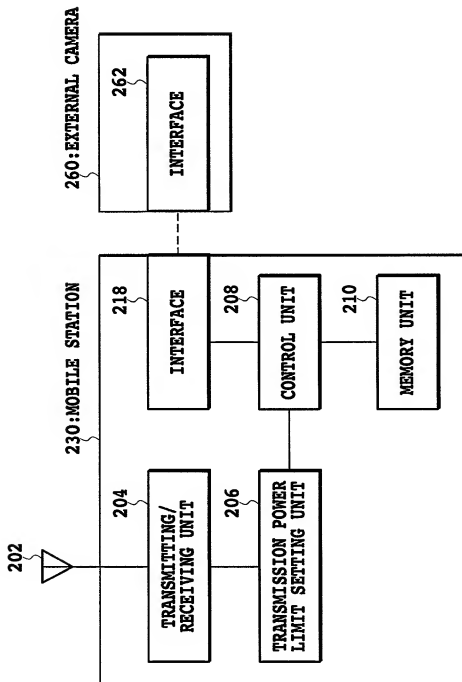 202
230:MOBILE STATION
260:EXTERNAL CAMERA
204
TRANSMITTING/
RECEIVING UNIT
218
INTERFACE
262
INTERFACE
206
TRANSMISSION POWER
LIMIT SETTING UNIT
208
CONTROL UNIT
210
MEMORY UNIT